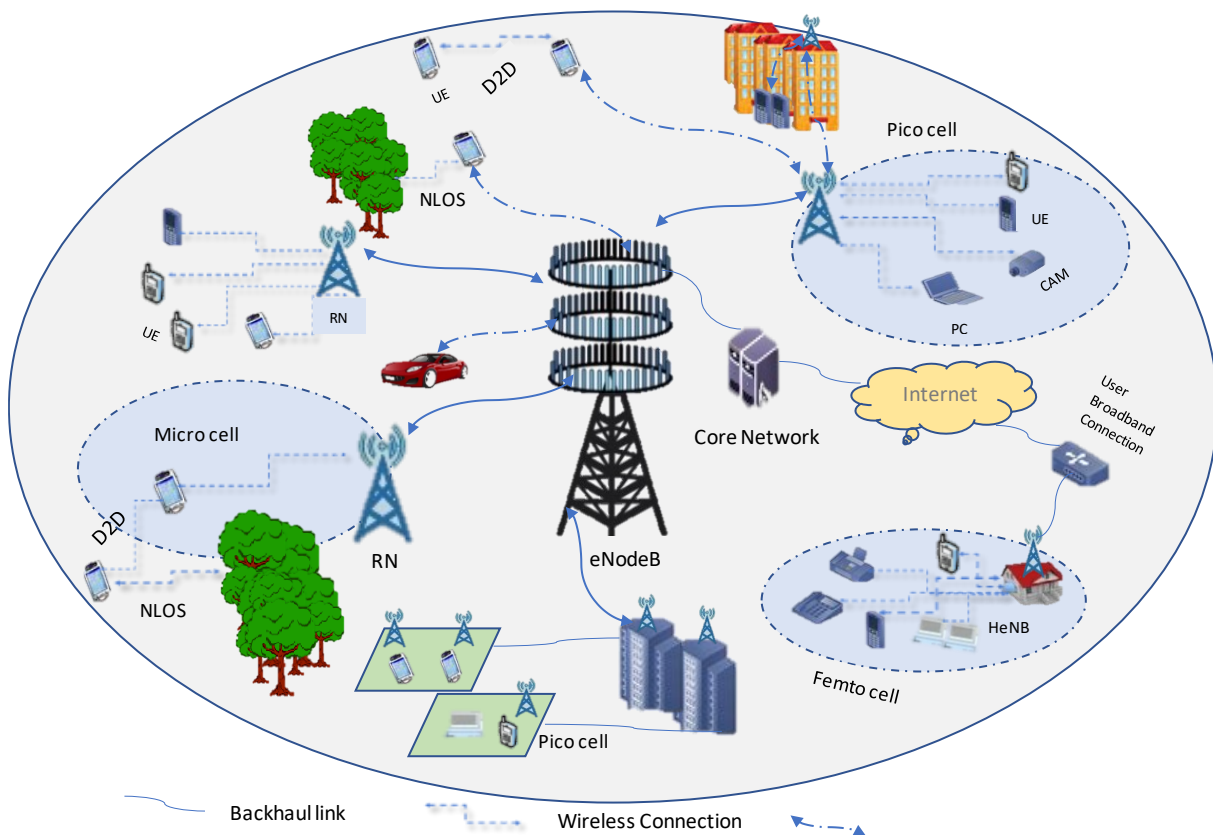 UE
D2D
Pico cell
NLOS
UE
CAM
PC
RN
UE
Internet
User
Broadband
Connection
Micro cell
Core Network
D2D
RN
eNodeB
NLOS
HeNB
Femto cell
Pico cell
Backhaul link
Wireless Connection